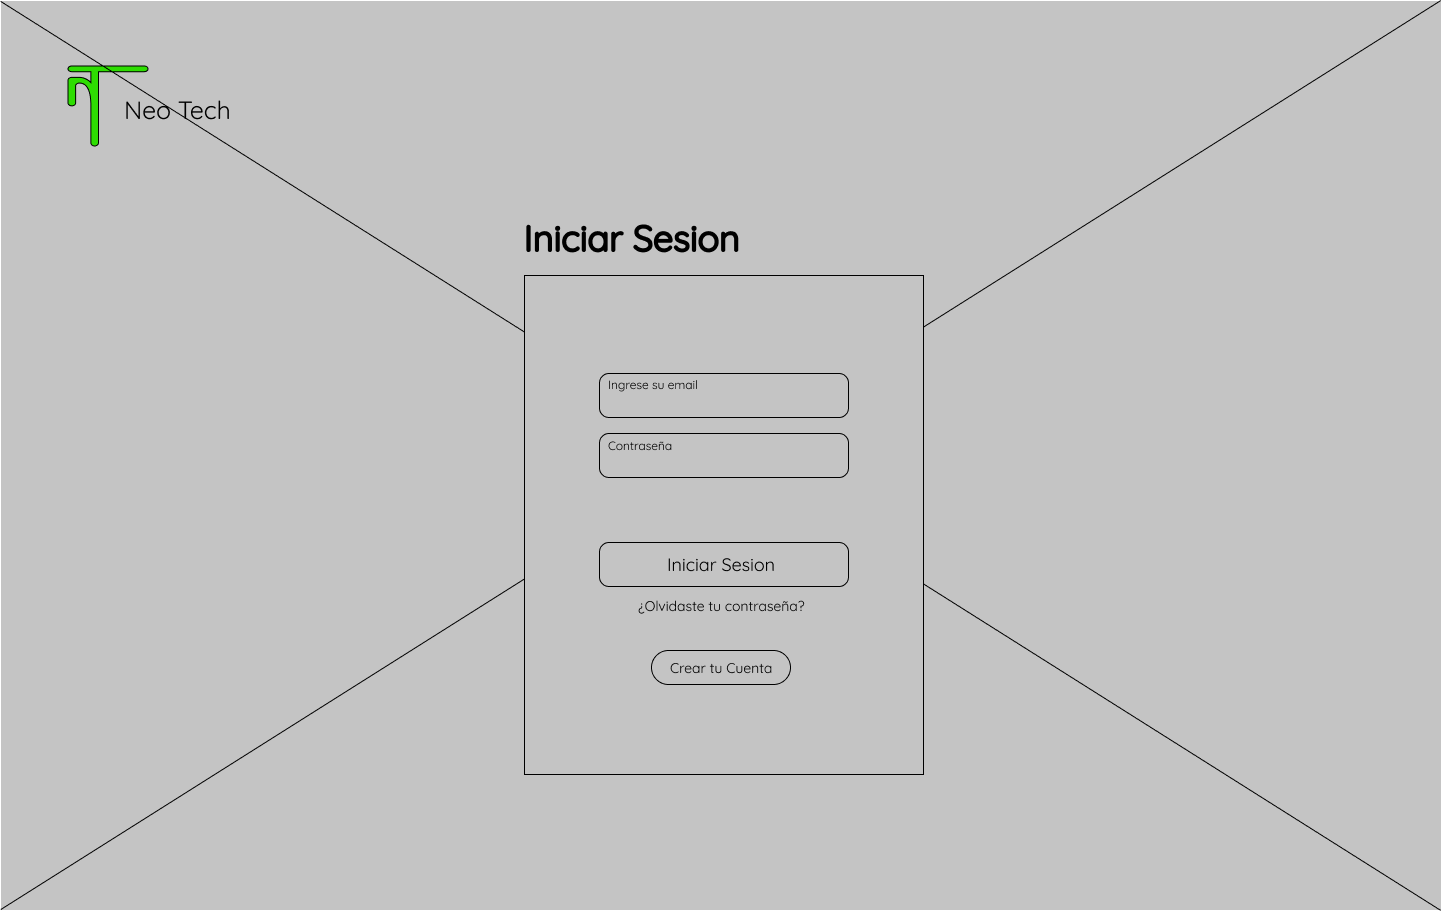 Neo Tech
Iniciar Sesion
Ingrese su email
Contraseña
Iniciar Sesion
¿Olvidaste tu contraseña?
Crear tu Cuenta